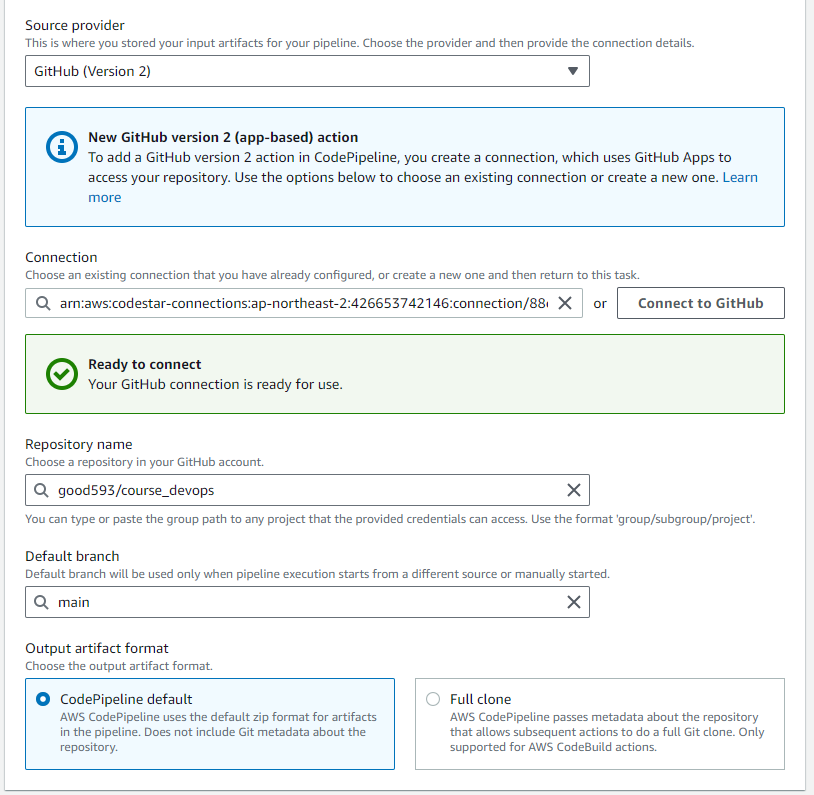 Source provider
This is where you stored your input artifacts for your pipeline. Choose the provider and then provide the connection details.
GitHub (Version 2)
New GitHub version 2 (app-based) action
To add a GitHub version 2 action in CodePipeline, you create a connection, which uses GitHub Apps to
access your repository. Use the options below to choose an existing connection or create a new one. Learn
more
Connection
Choose an existing connection that you have already configured, or create a new one and then return to this task.
arn:aws:codestar-connections:ap-northeast-2:426653742146:connection/88 or Connect to GitHub
Ready to connect
Your GitHub connection is ready for use.
Repository name
Choose a repository in your GitHub account.
good593/course_devops
You can type or paste the group path to any project that the provided credentials can access. Use the format 'group/subgroup/project'.
Default branch
Default branch will be used only when pipeline execution starts from a different source or manually started.
main
Output artifact format
Choose the output artifact format.
CodePipeline default
AWS CodePipeline uses the default zip format for artifacts
in the pipeline. Does not include Git metadata about the
repository.
Full clone
AWS CodePipeline passes metadata about the repository
that allows subsequent actions to do a full Git clone. Only
supported for AWS CodeBuild actions.